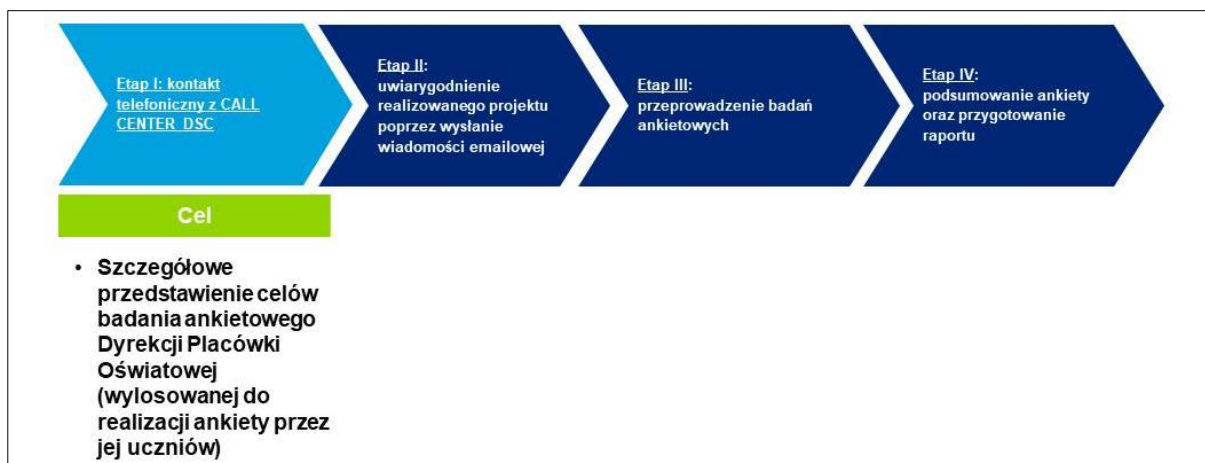 Etap I: kontakt
telefoniczny z CALL
CENTER DSC
Etap II:
uwiarygodnienie
realizowanego projektu
poprzez wysłanie
wiadomości emailowej
Etap III:
przeprowadzenie badań
ankietowych
Etap IV:
podsumowanie ankiety
oraz przygotowanie
raportu
Cel
• Szczegółowe
przedstawienie celów
badania ankietowego
Dyrekcji Placówki
Oświatowej
(wylosowanej do
realizacji ankiety przez
jej uczniów)